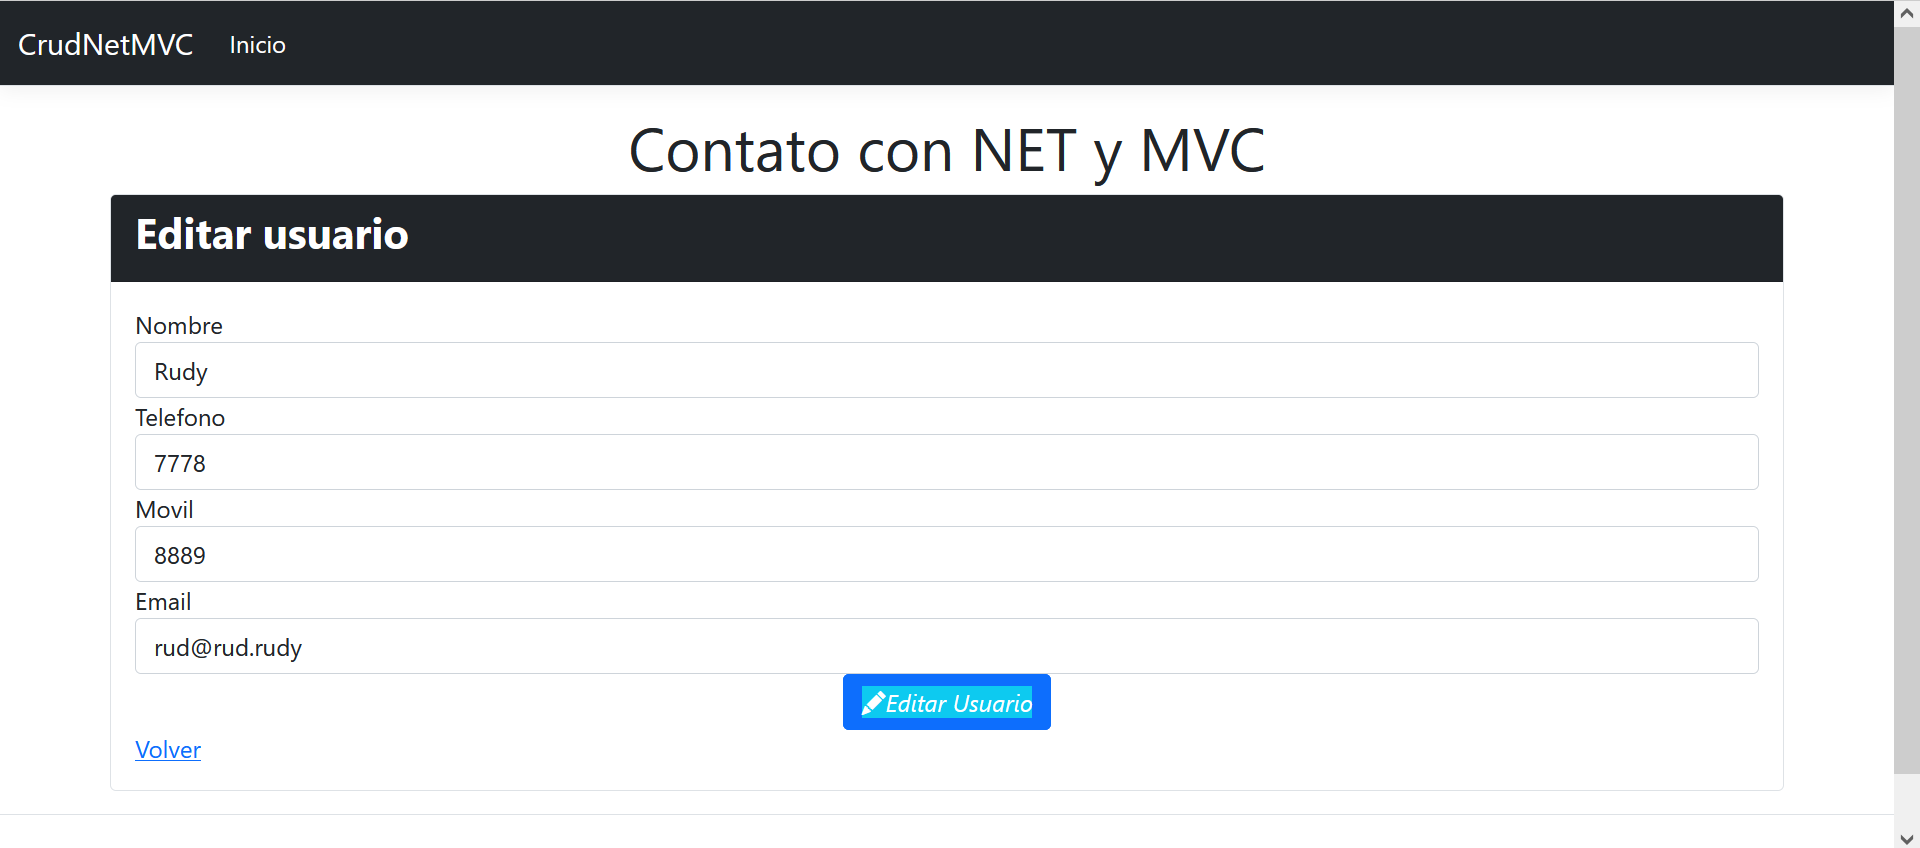 CrudNetMVC Inicio
Contato con NET y MVC
Editar usuario
Nombre
Rudy
Telefono
7778
Movil
8889
Email
rud@rud.rudy
Editar Usuario
Volver